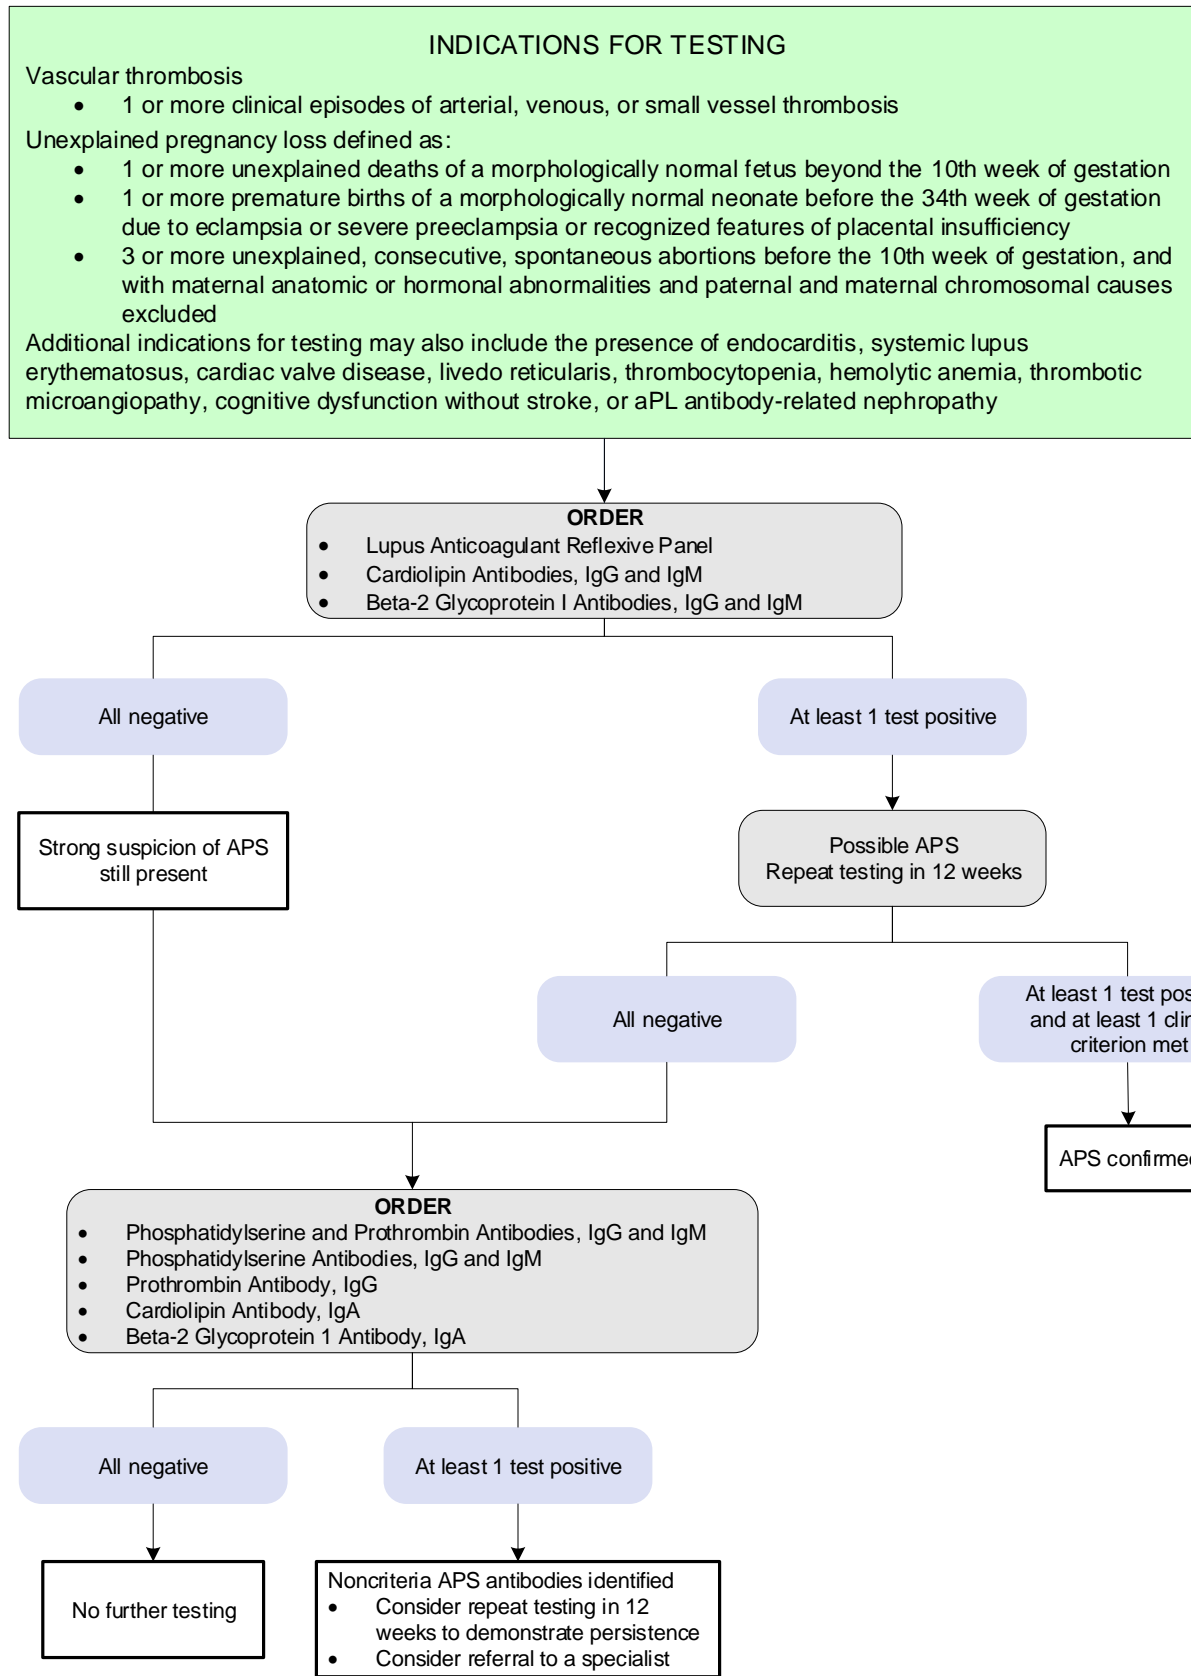 INDICATIONS FOR TESTING
Vascular thrombosis
• 1 or more clinical episodes of arterial, venous, or small vessel thrombosis
Unexplained pregnancy loss defined as:
• 1 or more unexplained deaths of a morphologically normal fetus beyond the 10th week of gestation
• 1 or more premature births of a morphologically normal neonate before the 34th week of gestation
due to eclampsia or severe preeclampsia or recognized features of placental insufficiency
• 3 or more unexplained, consecutive, spontaneous abortions before the 10th week of gestation, and
with maternal anatomic or hormonal abnormalities and paternal and maternal chromosomal causes
excluded
Additional indications for testing may also include the presence of endocarditis, systemic lupus
erythematosus, cardiac valve disease, livedo reticularis, thrombocytopenia, hemolytic anemia, thrombotic
microangiopathy, cognitive dysfunction without stroke, or aPL antibody-related nephropathy
ORDER
• Lupus Anticoagulant Reflexive Panel
• Cardiolipin Antibodies, IgG and IgM
• Beta-2 Glycoprotein I Antibodies, IgG and IgM
All negative
At least 1 test positive
Strong suspicion of APS
still present
Possible APS
Repeat testing in 12 weeks
All negative
At least 1 test
and at least 1
criterion met
APS confirmed
ORDER
• Phosphatidylserine and Prothrombin Antibodies, IgG and IgM
• Phosphatidylserine Antibodies, IgG and IgM
• Prothrombin Antibody, IgG
• Cardiolipin Antibody, IgA
• Beta-2 Glycoprotein 1 Antibody, IgA
All negative
At least 1 test positive
No further testing
Noncriteria APS antibodies identified
• Consider repeat testing in 12
weeks to demonstrate persistence
• Consider referral to a specialist